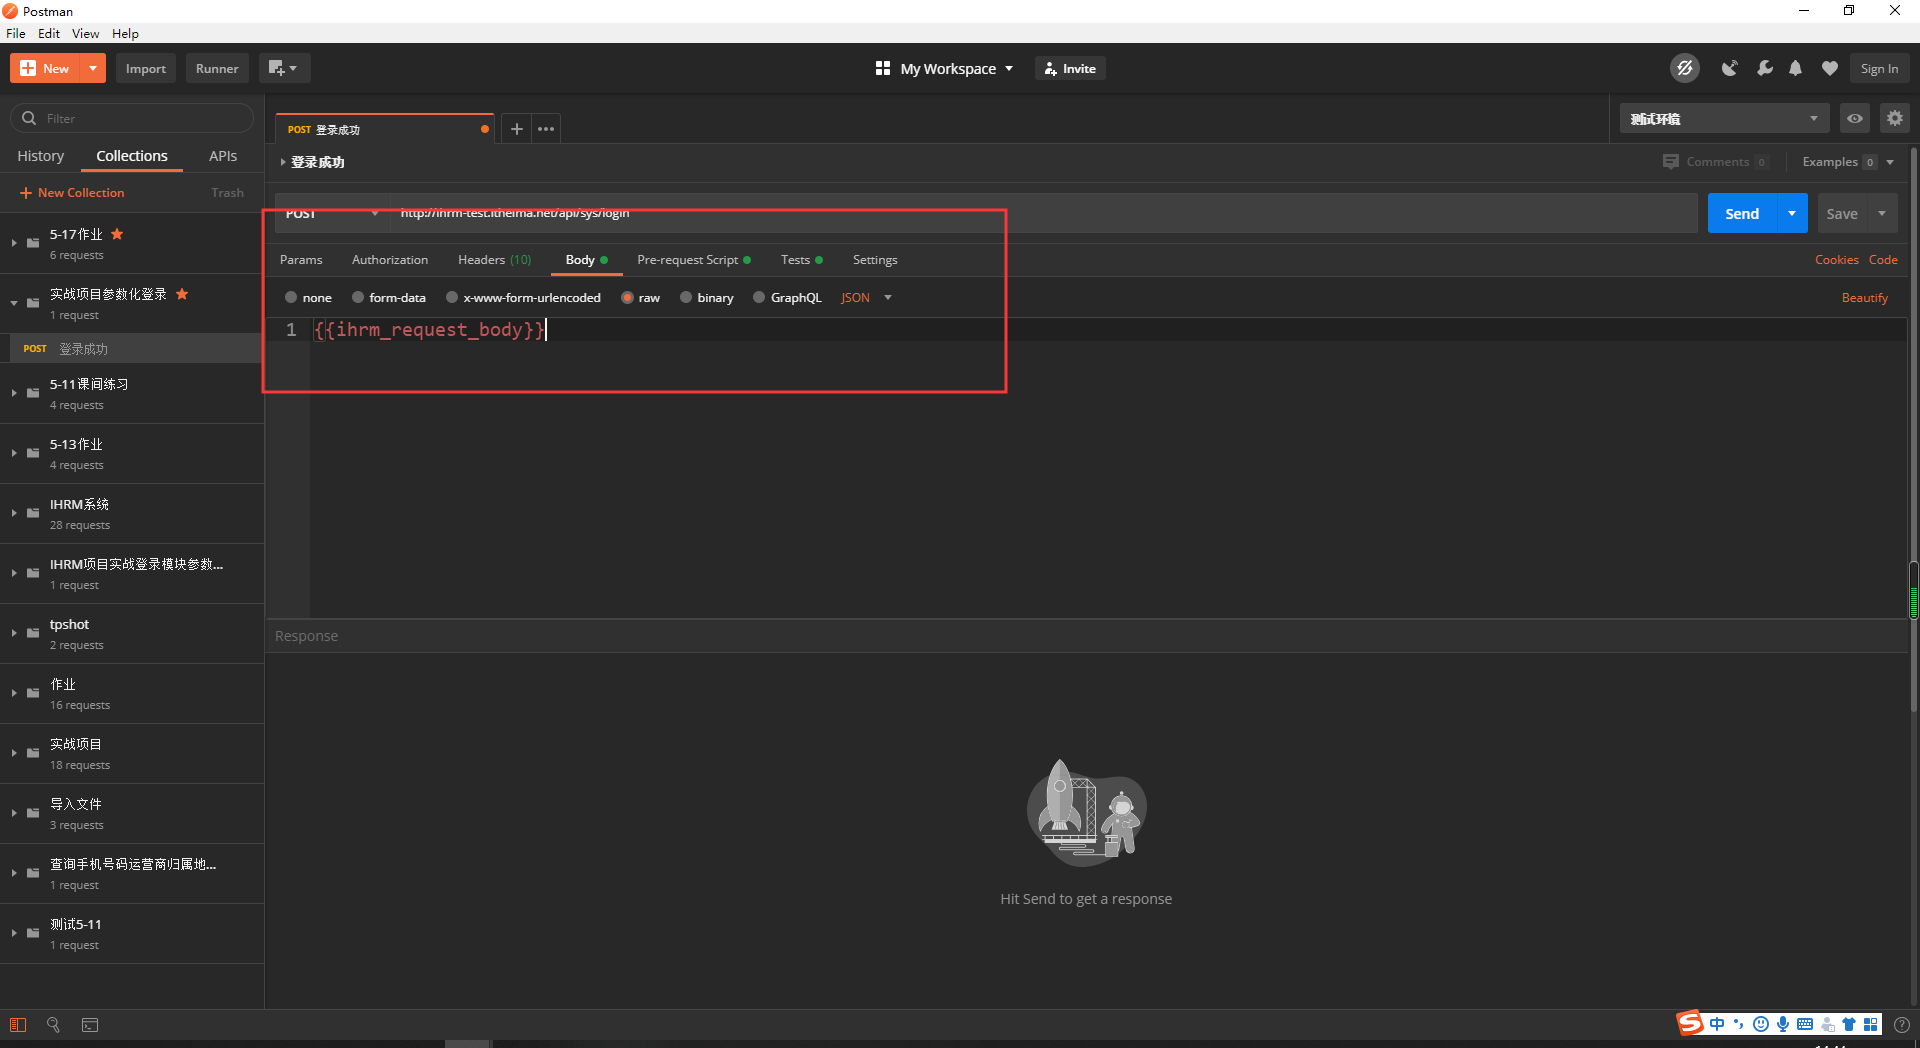 Postman
File Edit View Help
New Import Runner My Workspace Invite Sign In
Filter
History Collections APIs
New Collection Trash
5-17作业
6 requests
实战项目参数化登录
1 request
POST 登录成功
5-11课间练习
4 requests
5-13作业
4 requests
IHRM系统
28 requests
IHRM项目实战登录模块参数...
1 request
tpshot
2 requests
作业
16 requests
实战项目
18 requests
导入文件
3 requests
查询手机号码运营商归属地...
1 request
测试5-11
1 request
POST 登录成功
测试环境
登录成功
Comments 0 Examples 0
POST http://ihrm-test.itheima.net/api/sys/login
Send Save
Params Authorization Headers (10) Body Pre-request Script Tests Settings
Cookies Code
none form-data x-www-form-urlencoded raw binary GraphQL JSON
Beautify
1 {{ihrm_request_body}}
Response
Hit Send to get a response
中